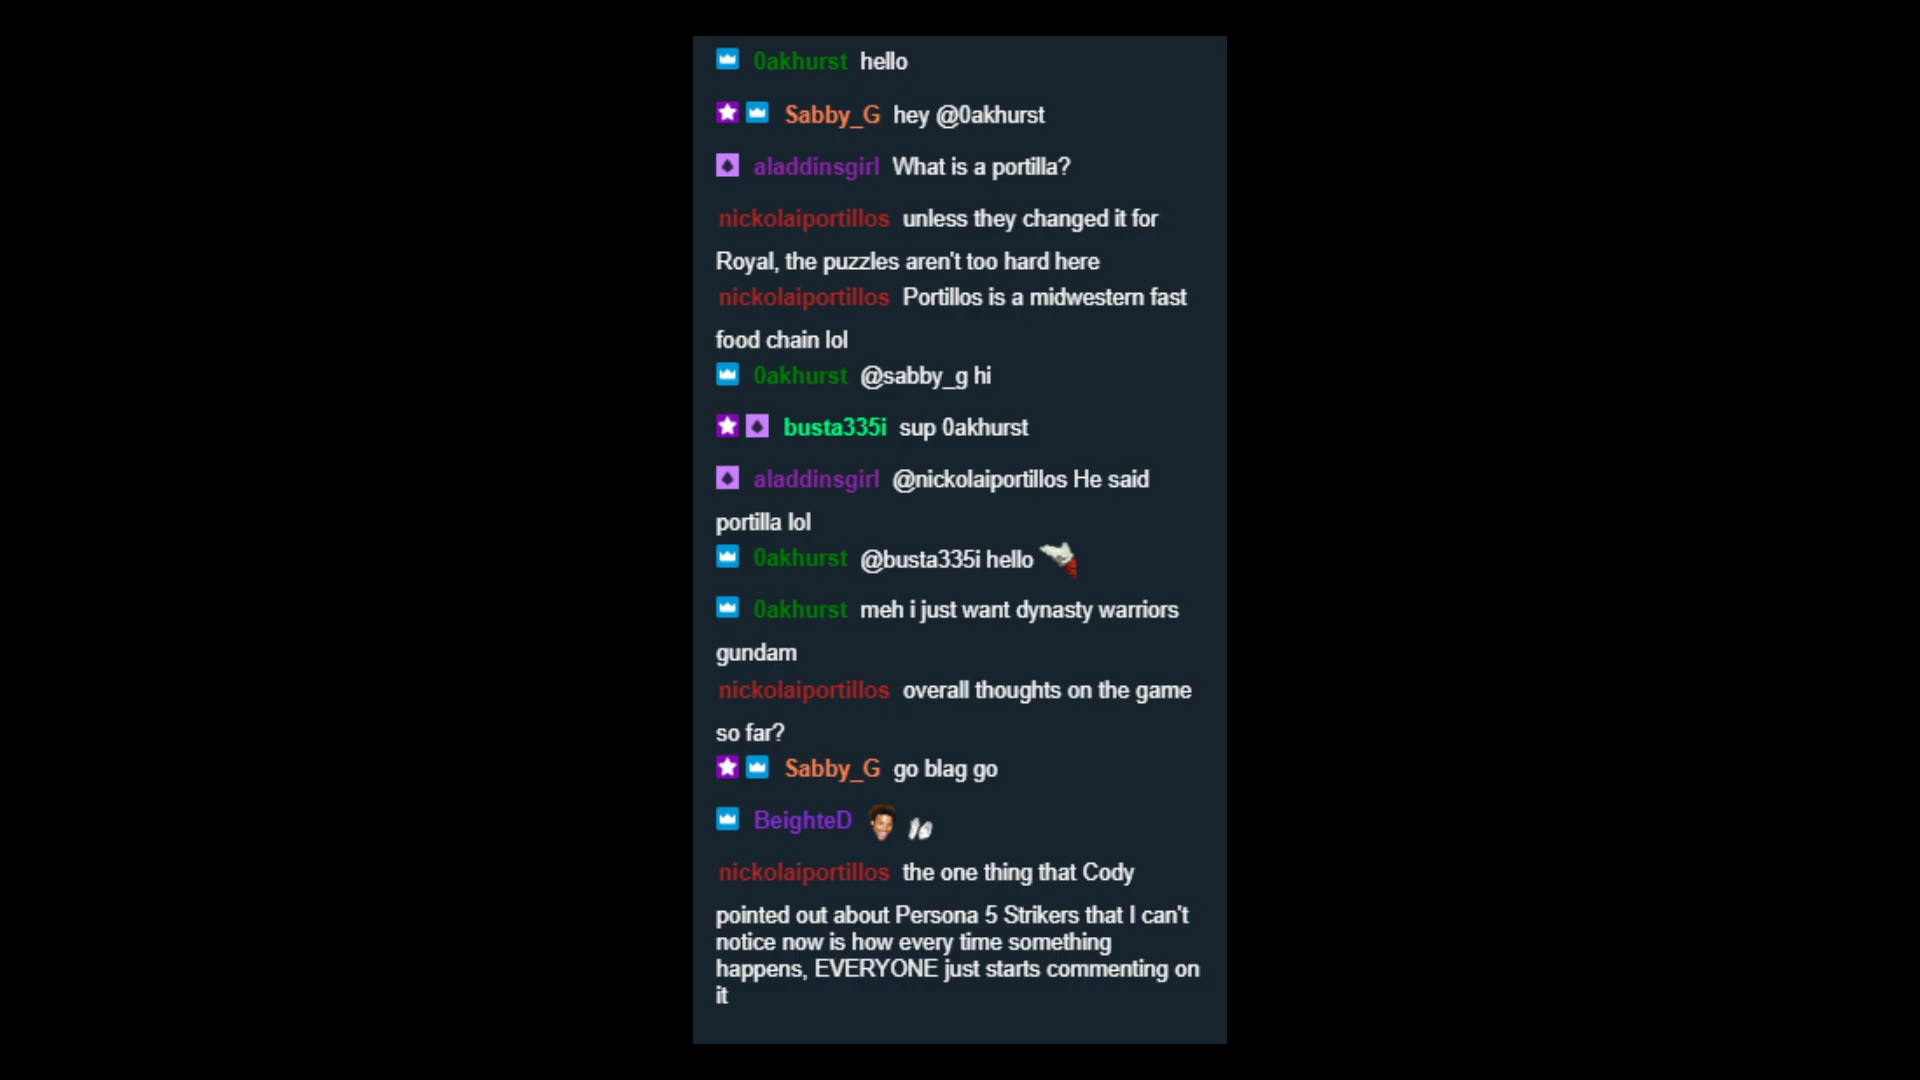 0akhurst hello
Sabby_G hey @0akhurst
aladdinsgirl What is a portilla?
nickolaiportillos unless they changed it for
Royal, the puzzles aren't too hard here
nickolaiportillos Portillos is a midwestern fast
food chain lol
0akhurst @sabby_g hi
busta335i sup 0akhurst
aladdinsgirl @nickolaiportillos He said
portilla lol
0akhurst @busta335i hello
0akhurst meh i just want dynasty warriors
gundam
nickolaiportillos overall thoughts on the game
so far?
Sabby_G go blag go
BeighteD
nickolaiportillos the one thing that Cody
pointed out about Persona 5 Strikers that I can't
notice now is how every time something
happens, EVERYONE just starts commenting on
it